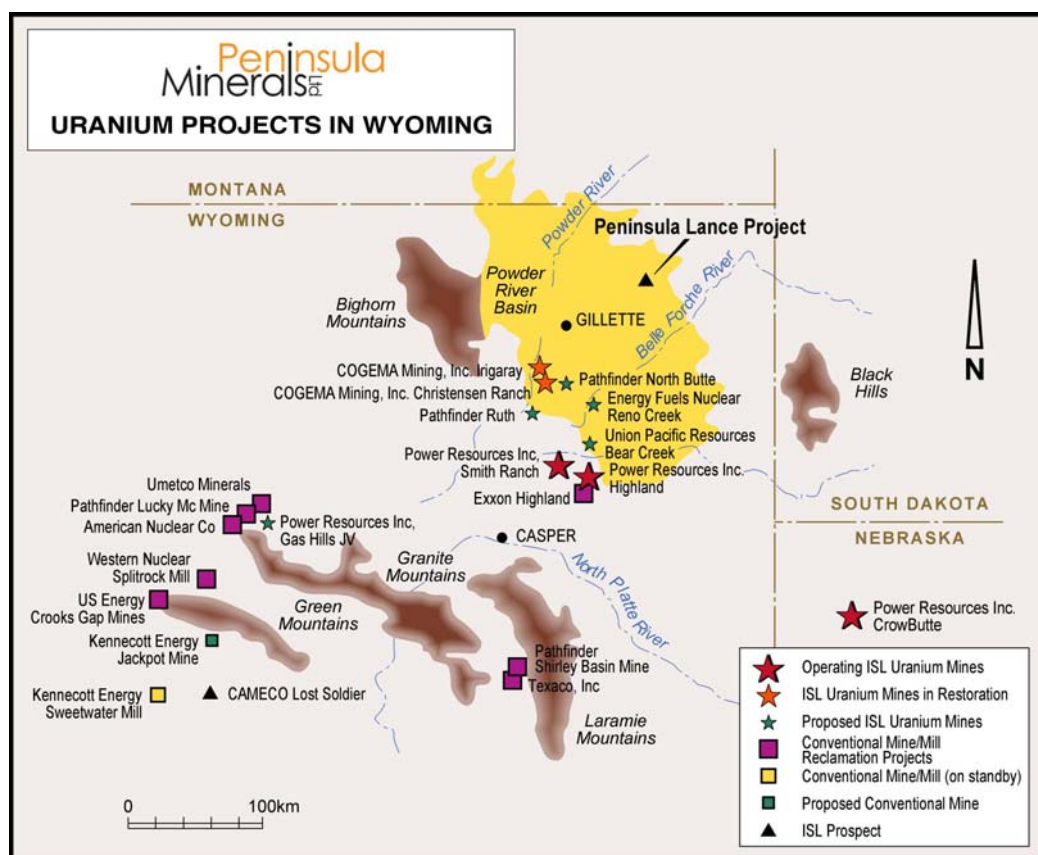 Peninsula
Minerals Ltd
URANIUM PROJECTS IN WYOMING
MONTANA
WYOMING
Powder River
Peninsula Lance Project
Bighorn
Mountains
Powder
River
Basin
GILLETTE
Belle Forche River
N
COGEMA Mining, Inc. Irigaray
COGEMA Mining, Inc. Christensen Ranch
Pathfinder Ruth
Pathfinder North Butte
Energy Fuels Nuclear
Reno Creek
Union Pacific Resources
Bear Creek
Black
Hills
Power Resources Inc,
Smith Ranch
Power Resources Inc.
Highland
Exxon Highland
Umetco Minerals
Pathfinder Lucky Mc Mine
American Nuclear Co
Power Resources Inc,
Gas Hills JV
CASPER
SOUTH DAKOTA
NEBRASKA
Western Nuclear
Splitrock Mill
Granite
Mountains
North Platte River
US Energy
Crooks Gap Mines
Green
Mountains
Power Resources Inc.
CrowButte
Kennecott Energy
Jackpot Mine
Pathfinder
Shirley Basin Mine
Texaco, Inc
Kennecott Energy
Sweetwater Mill
CAMECO Lost Soldier
Laramie
Mountains
Operating ISL Uranium Mines
ISL Uranium Mines in Restoration
Proposed ISL Uranium Mines
Conventional Mine/Mill
Reclamation Projects
Conventional Mine/Mill (on standby)
Proposed Conventional Mine
ISL Prospect
0 100km